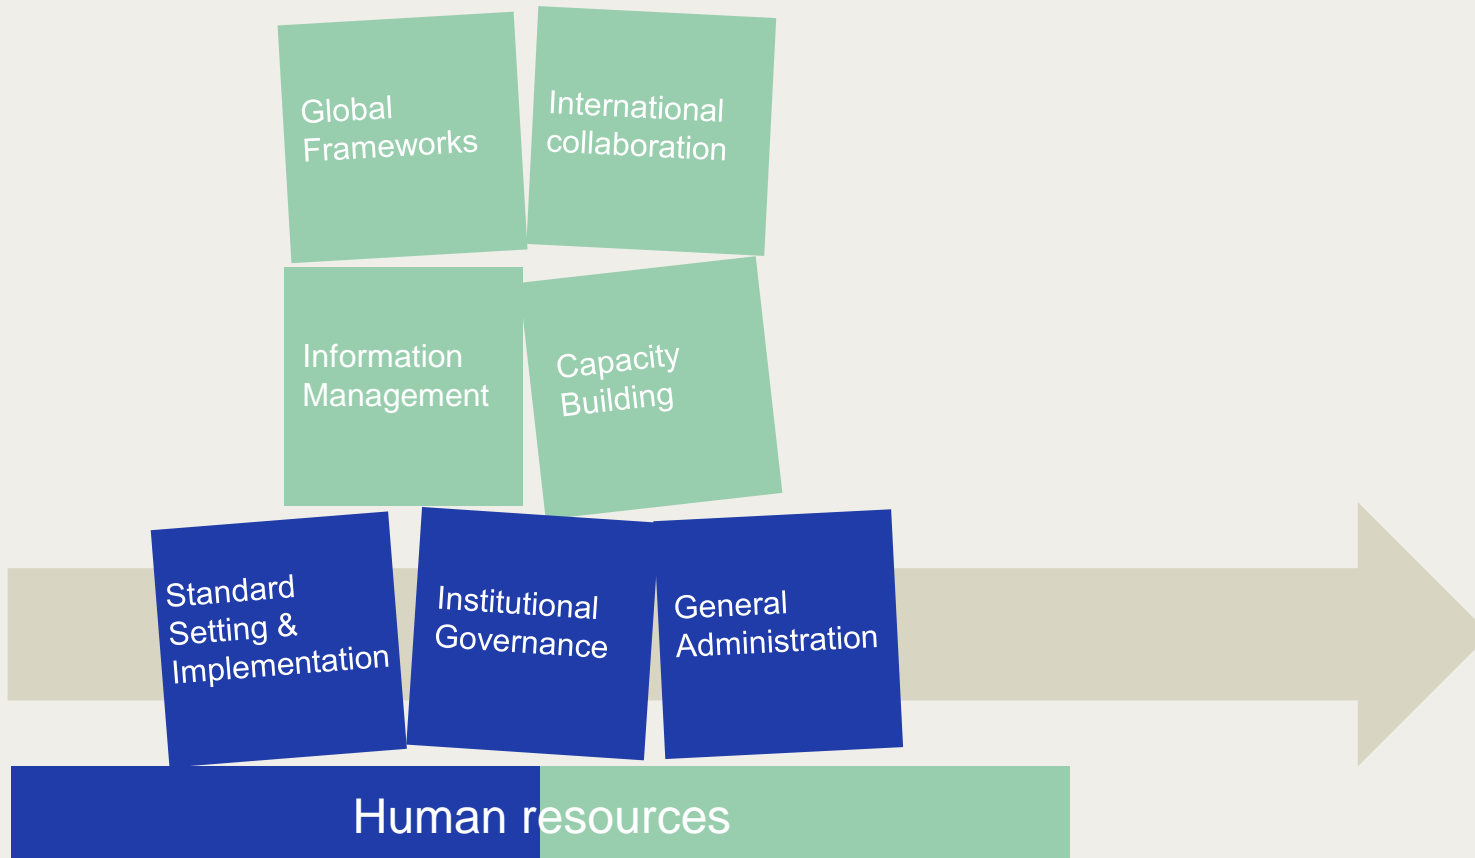 Global
Frameworks
International
collaboration
Information
Management
Capacity
Building
Standard
Setting &
Implementation
Institutional
Governance
General
Administration
Human resources